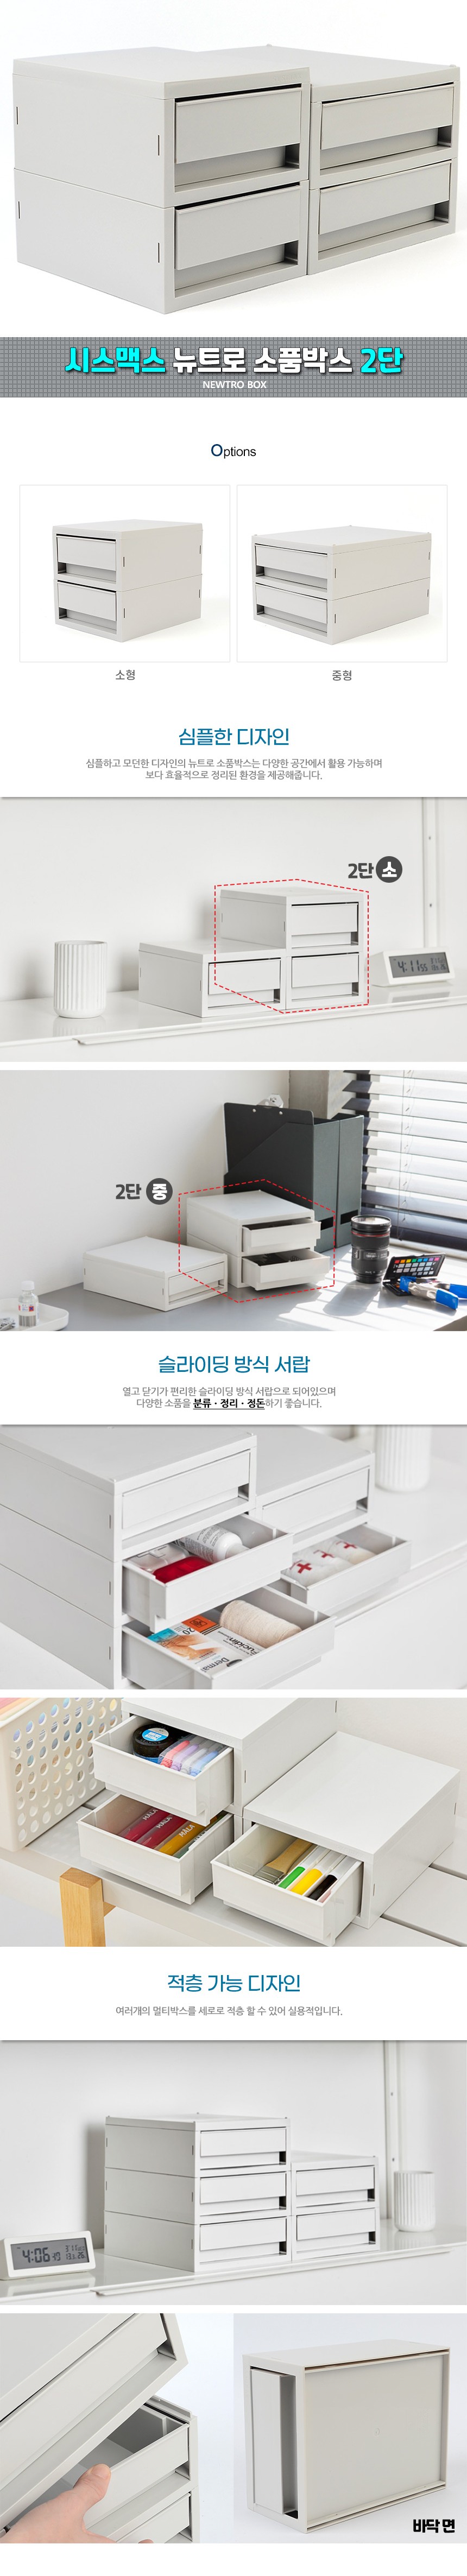 시스맥스 뉴트로 소품박스 2단
NEWTRO BOX
Options
소형
중형
심플한 디자인
심플하고 모던한 디자인의 뉴트로 소품박스는 다양한 공간에서 활용 가능하며
보다 효율적으로 정리된 환경을 제공해줍니다.
2단 소
4:11
2단 중
슬라이딩 방식 서랍
열고 닫기가 편리한 슬라이딩 방식 서랍으로 되어있으며
다양한 소품을 분류·정리·정돈하기 좋습니다.
20
Fucidin
Derma
적층 가능 디자인
여러개의 멀티박스를 세로로 적층 할 수 있어 실용적입니다.
4:06
바닥 면